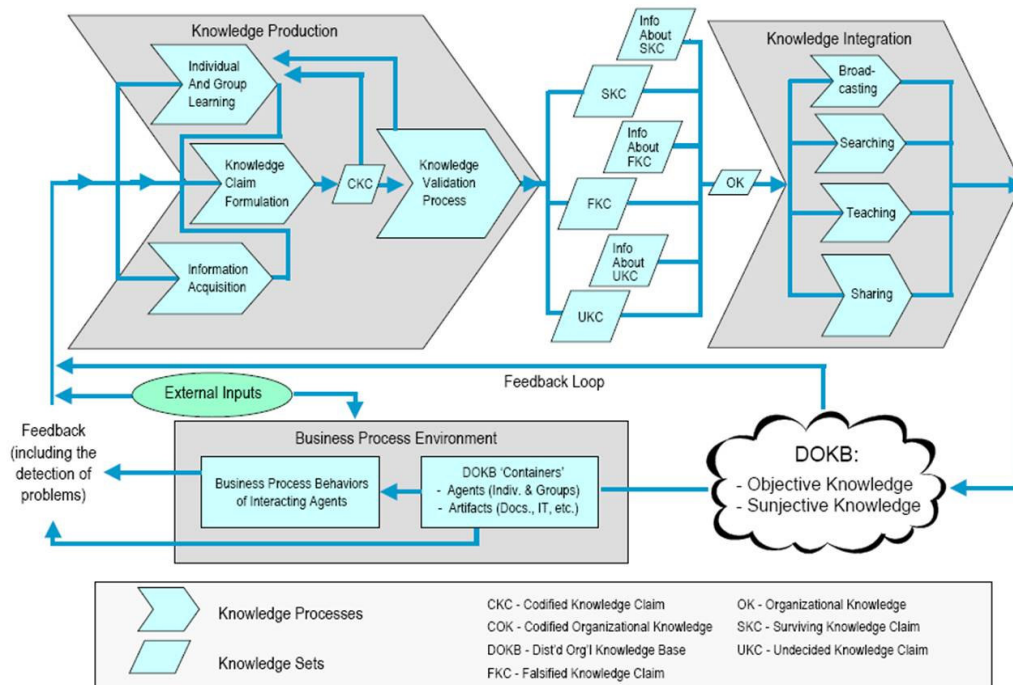 Knowledge Production
Individual
And Group
Learning
Knowledge
Claim
Formulation
Information
Acquisition
CKC
Knowledge
Validation
Process
Info
About
SKC
SKC
Info
About
FKC
FKC
Info
About
UKC
UKC
OK
Knowledge Integration
Broad-
casting
Searching
Teaching
Sharing
Feedback Loop
External Inputs
Feedback
(including the
detection of
problems)
Business Process Environment
Business Process Behaviors
of Interacting Agents
DOKB 'Containers'
- Agents (Indiv. & Groups)
- Artifacts (Docs., IT, etc.)
DOKB:
- Objective Knowledge
- Sunjective Knowledge
Knowledge Processes
Knowledge Sets
CKC - Codified Knowledge Claim
COK - Codified Organizational Knowledge
DOKB - Dist'd Org'l Knowledge Base
FKC - Falsified Knowledge Claim
OK - Organizational Knowledge
SKC - Surviving Knowledge Claim
UKC - Undecided Knowledge Claim